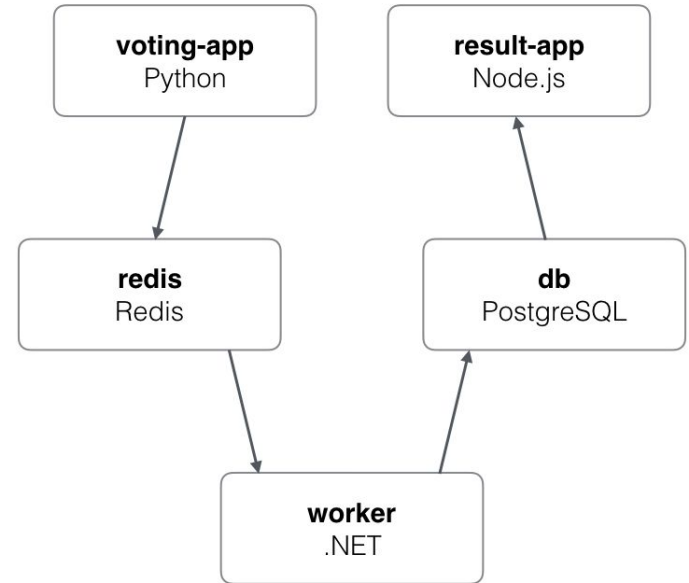 voting-app
Python
result-app
Node.js
redis
Redis
db
PostgreSQL
worker
.NET